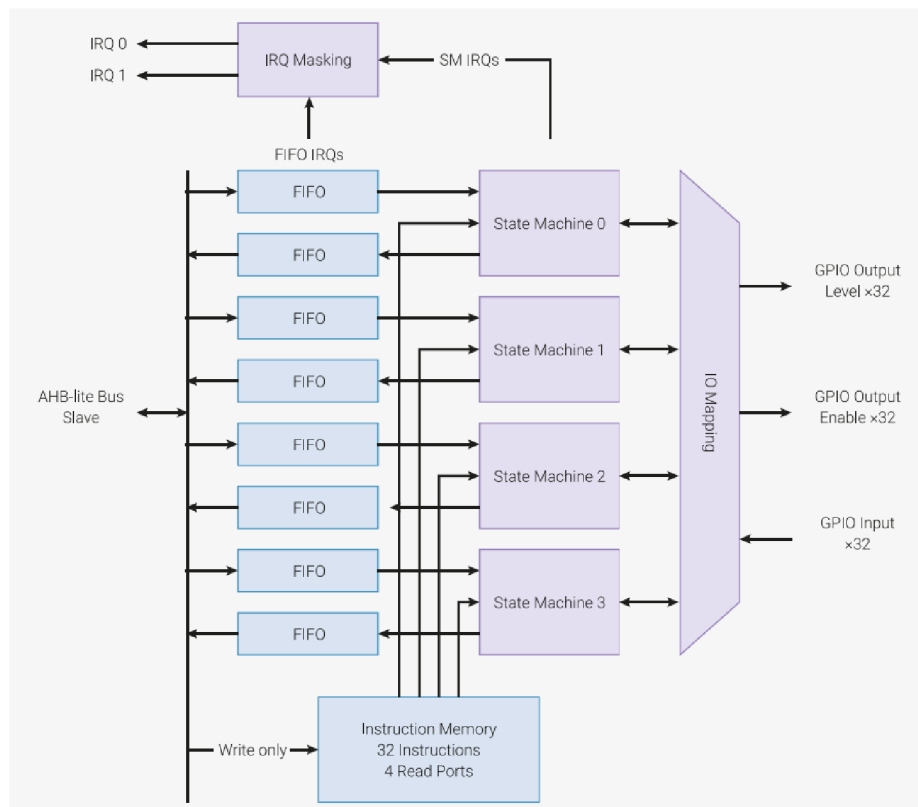 IRQ 0
IRQ 1
IRQ Masking
SM IRQs
FIFO IRQs
FIFO
State Machine 0
FIFO
GPIO Output
Level ×32
FIFO
State Machine 1
FIFO
AHB-lite Bus
Slave
IO Mapping
GPIO Output
Enable ×32
FIFO
State Machine 2
FIFO
GPIO Input
×32
FIFO
State Machine 3
FIFO
Write only
Instruction Memory
32 Instructions
4 Read Ports